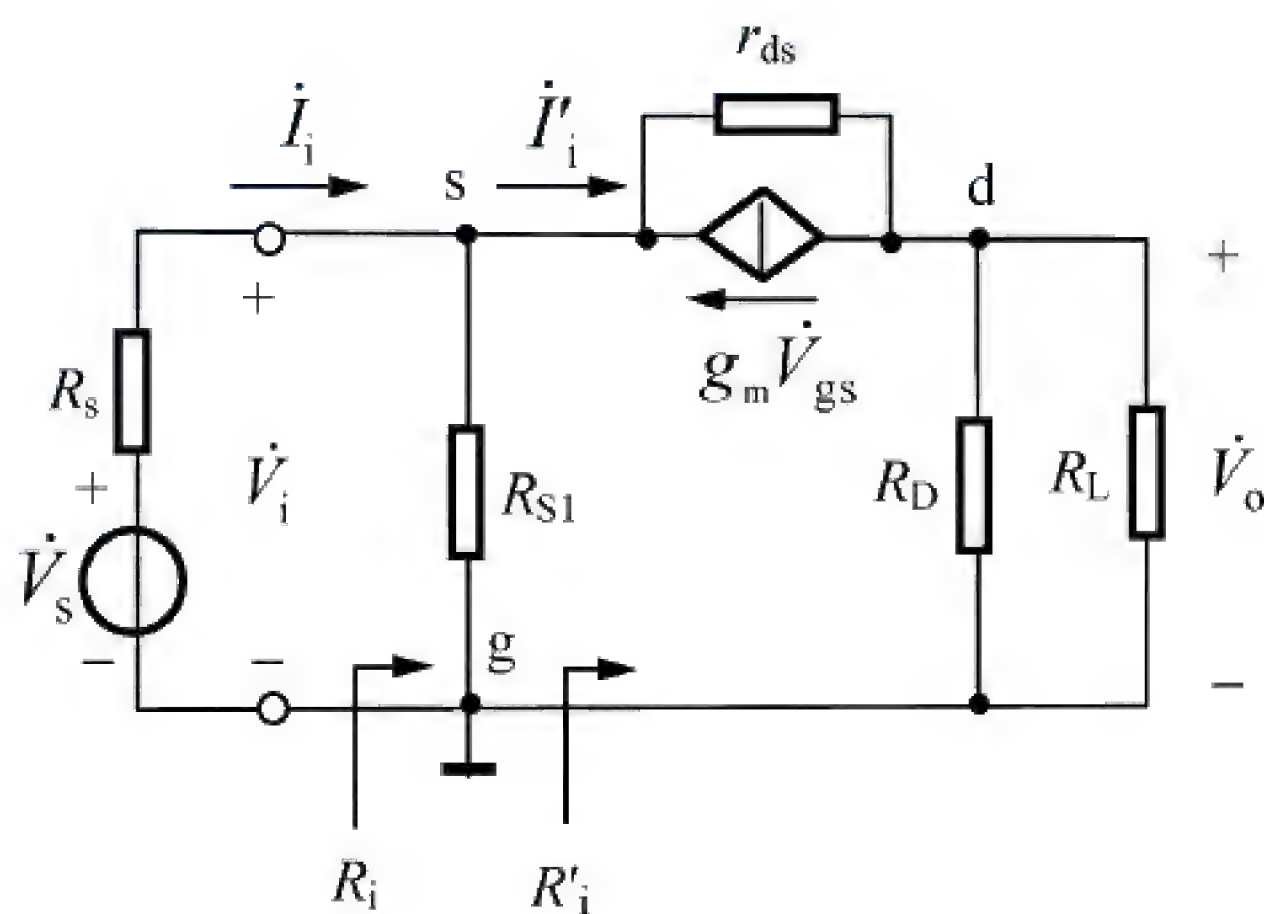 r_ds
İ_i
İ'_i
s
d
+
+
R_s
g_m V̇_gs
+
V̇_i
R_S1
R_D
R_L
V̇_o
V̇_s
−
−
g
−
R_i
R'_i